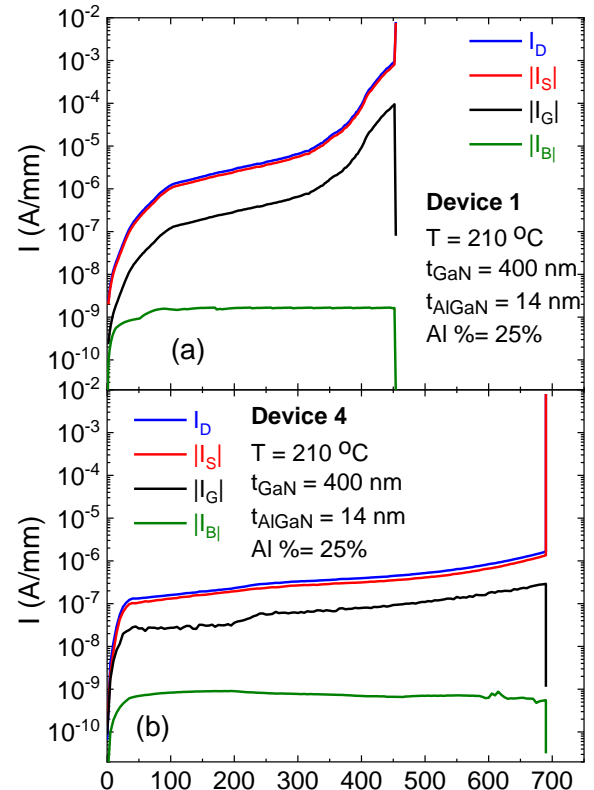 10⁻²
10⁻³
10⁻⁴
10⁻⁵
10⁻⁶
10⁻⁷
10⁻⁸
10⁻⁹
10⁻¹⁰
I (A/mm)
I_D
|I_S|
|I_G|
|I_B|
Device 1
T = 210 °C
t_GaN = 400 nm
t_AlGaN = 14 nm
Al %= 25%
(a)
10⁻²
10⁻³
10⁻⁴
10⁻⁵
10⁻⁶
10⁻⁷
10⁻⁸
10⁻⁹
10⁻¹⁰
I (A/mm)
I_D
|I_S|
|I_G|
|I_B|
Device 4
T = 210 °C
t_GaN = 400 nm
t_AlGaN = 14 nm
Al %= 25%
(b)
0 100 200 300 400 500 600 700